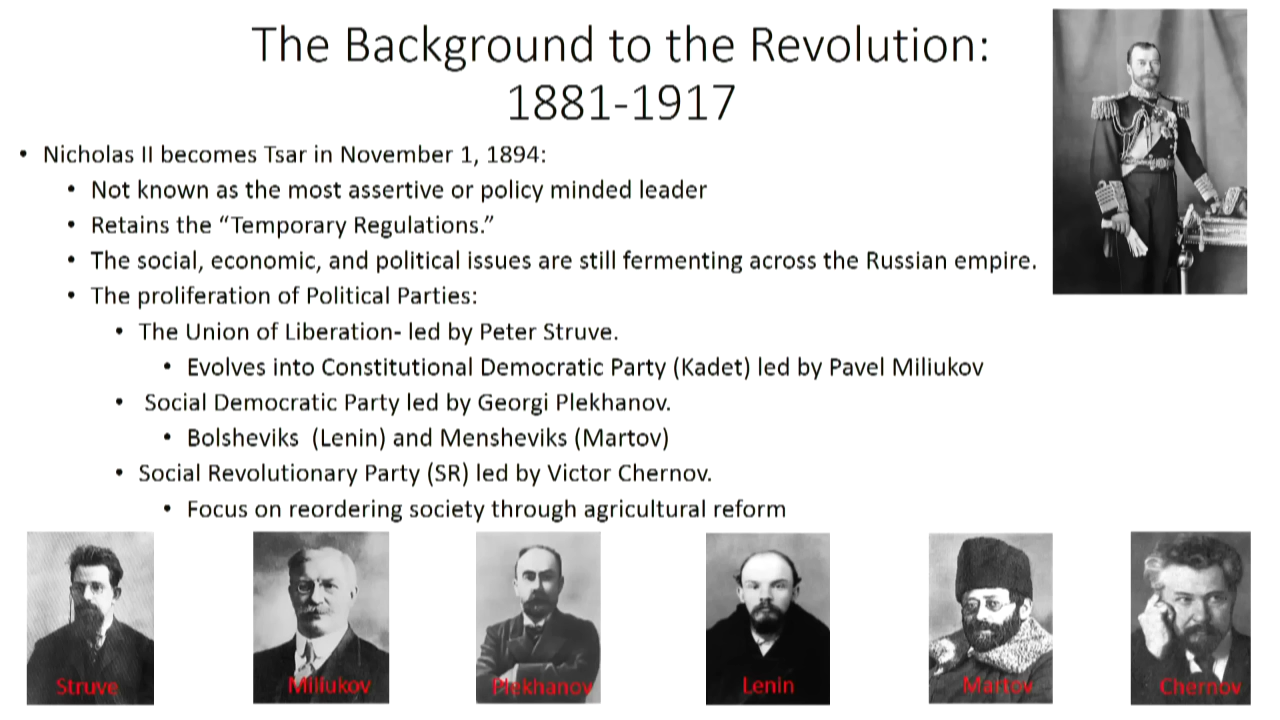 The Background to the Revolution:
1881-1917
• Nicholas II becomes Tsar in November 1, 1894:
• Not known as the most assertive or policy minded leader
• Retains the “Temporary Regulations.”
• The social, economic, and political issues are still fermenting across the Russian empire.
• The proliferation of Political Parties:
• The Union of Liberation- led by Peter Struve.
• Evolves into Constitutional Democratic Party (Kadet) led by Pavel Miliukov
• Social Democratic Party led by Georgi Plekhanov.
• Bolsheviks (Lenin) and Mensheviks (Martov)
• Social Revolutionary Party (SR) led by Victor Chernov.
• Focus on reordering society through agricultural reform
Struve Miliukov Plekhanov Lenin Martov Chernov